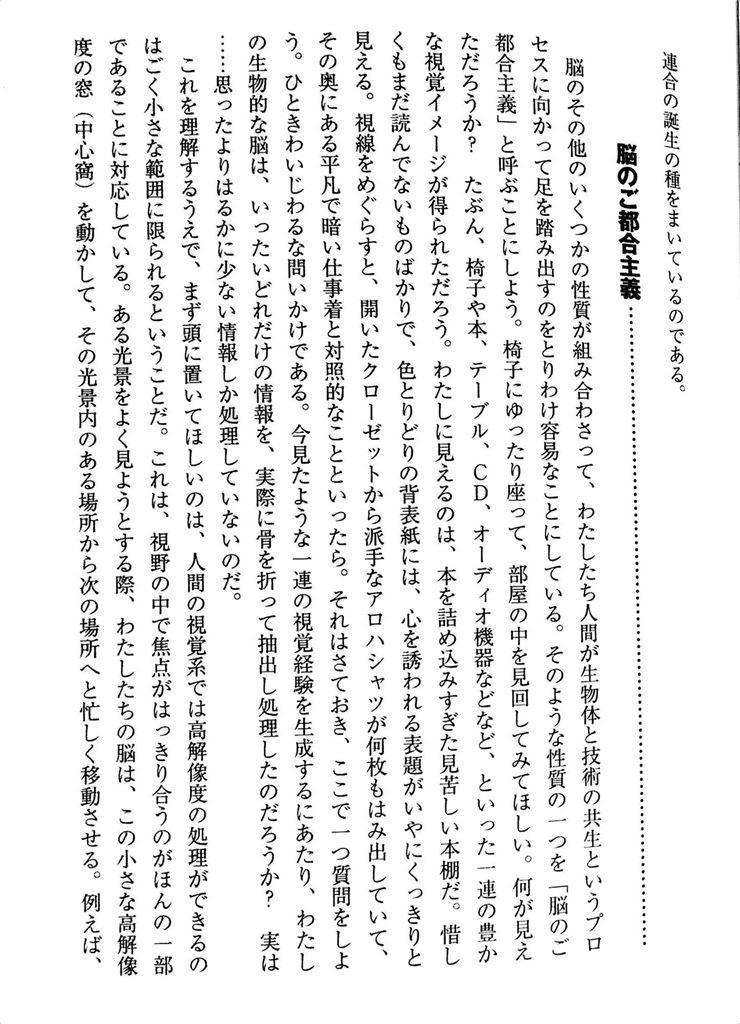 連合の誕生の種をまいているのである。
脳のご都合主義
脳のその他のいくつかの性質が組み合わさって、わたしたち人間が生物体と技術の共生というプロ
セスに向かって足を踏み出すのをとりわけ容易なことにしている。そのような性質の一つを「脳のご
都合主義」と呼ぶことにしよう。椅子にゆったり座って、部屋の中を見回してみてほしい。何が見え
ただろうか？　たぶん、椅子や本、テーブル、ＣＤ、オーディオ機器などなど、といった一連の豊か
な視覚イメージが得られただろう。わたしに見えるのは、本を詰め込みすぎた見苦しい本棚だ。惜し
くもまだ読んでないものばかりで、色とりどりの背表紙には、心を誘われる表題がいやにくっきりと
見える。視線をめぐらすと、開いたクローゼットから派手なアロハシャツが何枚もはみ出していて、
その奥にある平凡で暗い仕事着と対照的なことといったら。それはさておき、ここで一つ質問をしよ
う。ひときわいじわるな問いかけである。今見たような一連の視覚経験を生成するにあたり、わたし
の生物的な脳は、いったいどれだけの情報を、実際に骨を折って抽出し処理したのだろうか？　実は
……思ったよりはるかに少ない情報しか処理していないのだ。
これを理解するうえで、まず頭に置いてほしいのは、人間の視覚系では高解像度の処理ができるの
はごく小さな範囲に限られるということだ。これは、視野の中で焦点がはっきり合うのがほんの一部
であることに対応している。ある光景をよく見ようとする際、わたしたちの脳は、この小さな高解像
度の窓（中心窩）を動かして、その光景内のある場所から次の場所へと忙しく移動させる。例えば、